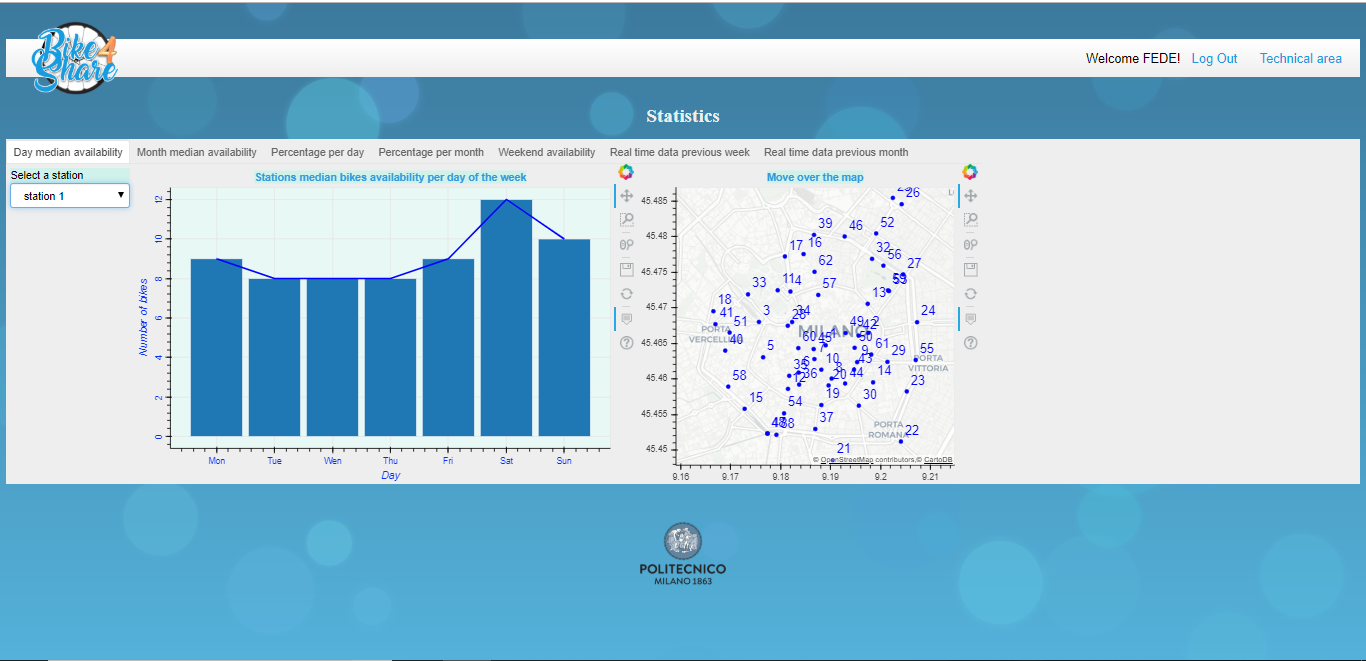 Bike4
Share
Welcome FEDE! Log Out Technical area
Statistics
Day median availability Month median availability Percentage per day Percentage per month Weekend availability Real time data previous week Real time data previous month
Select a station
station 1
Stations median bikes availability per day of the week
Number of bikes
12
10
8
6
4
2
0
Mon Tue Wen Thu Fri Sat Sun
Day
Move over the map
45.485
45.48
45.475
45.47
45.465
45.46
45.455
45.45
26
52
39 46
17 16 32 56
62 27
33 11 4 57 13
18 3 34 24
41 51 28 MILANO 49 42 2
PORTA
VERCELLI
40 5 60 45 7 50 9 61 29 55
PORTA
VITTORIA
58 35 12 36 6 10 8 43 14 23
15 54 20 44 19 30
37
PORTA
ROMANA
22
21
© OpenStreetMap contributors,© CartoDB
9.16 9.17 9.18 9.19 9.2 9.21
POLITECNICO
MILANO 1863